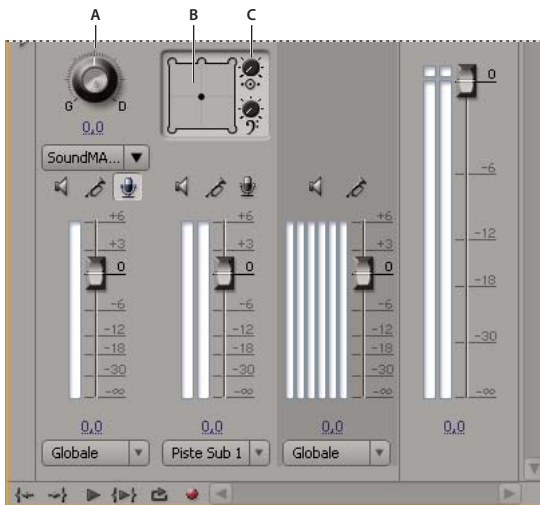 A B C
G D
0,0
SoundMA...
+6 +6 +6 0
+3 +3 +3
0 0 0 -6
-6 -6 -6 -12
-12 -12 -12 -18
-18 -18 -18
-30 -30 -30 -30
-∞ -∞ -∞ -∞
0,0 0,0 0,0 0,0
Globale Piste Sub 1 Globale